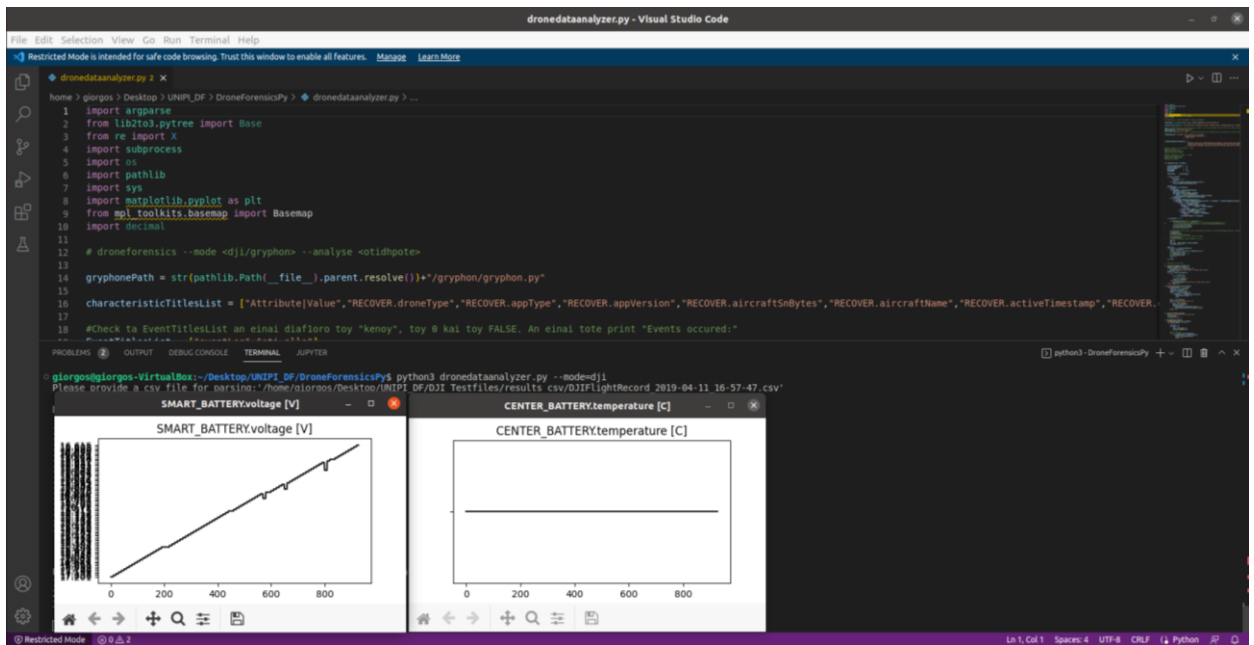 dronedataanalyzer.py - Visual Studio Code
File Edit Selection View Go Run Terminal Help
Restricted Mode is intended for safe code browsing. Trust this window to enable all features. Manage Learn More
dronedataanalyzer.py 2
home > giorgos > Desktop > UNIPI_DF > DroneForensicsPy > dronedataanalyzer.py > ...
1 import argparse
2 from lib2to3.pytree import Base
3 from re import X
4 import subprocess
5 import os
6 import pathlib
7 import sys
8 import matplotlib.pyplot as plt
9 from mpl_toolkits.basemap import Basemap
10 import decimal
11
12 # droneforensics --mode <dji/gryphon> --analyse <otidhpote>
13
14 gryphonePath = str(pathlib.Path(__file__).parent.resolve())+"/gryphon/gryphon.py"
15
16 characteristicTitlesList = ["Attribute|Value","RECOVER.droneType","RECOVER.appType","RECOVER.appVersion","RECOVER.aircraftSnBytes","RECOVER.aircraftName","RECOVER.activeTimestamp","RECOVER.
17
18 #Check ta EventTitlesList an einai diaf1oro toy "kenoy", toy 0 kai toy FALSE. An einai tote print "Events occured:"
PROBLEMS 2 OUTPUT DEBUG CONSOLE TERMINAL JUPYTER
python3 - DroneForensicsPy
giorgos@giorgos-VirtualBox:~/Desktop/UNIPI_DF/DroneForensicsPy$ python3 dronedataanalyzer.py --mode=dji
Please provide a csv file for parsing:'/home/giorgos/Desktop/UNIPI_DF/DJI Testfiles/results csv/DJIFlightRecord_2019-04-11_16-57-47.csv'
SMART_BATTERY.voltage [V]
SMART_BATTERY.voltage [V]
0 200 400 600 800
CENTER_BATTERY.temperature [C]
CENTER_BATTERY.temperature [C]
0 200 400 600 800
Restricted Mode 0 2
Ln 1, Col 1 Spaces: 4 UTF-8 CRLF Python